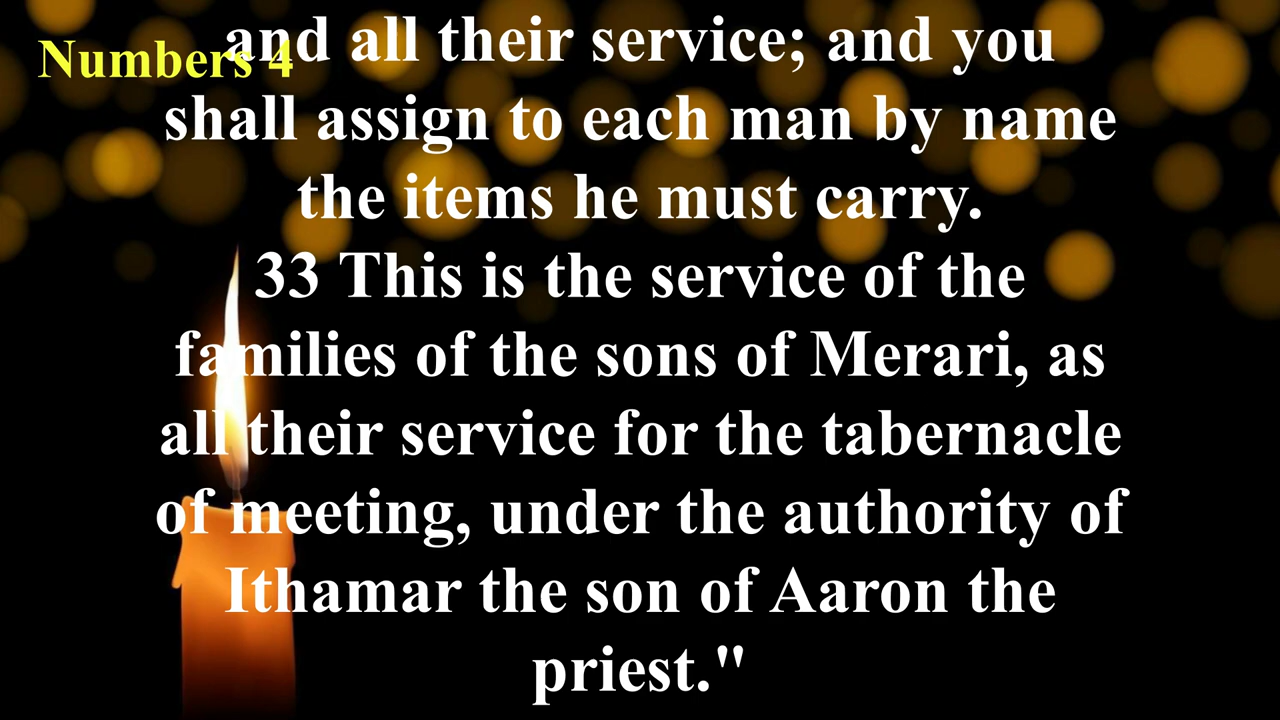 Numbers 4
and all their service; and you
shall assign to each man by name
the items he must carry.
33 This is the service of the
families of the sons of Merari, as
all their service for the tabernacle
of meeting, under the authority of
Ithamar the son of Aaron the
priest."